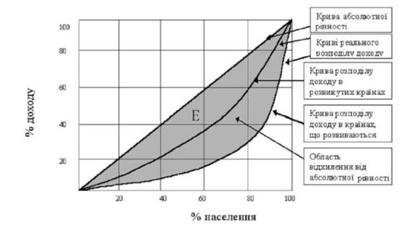 100
80
60
40
20
% доходу
E
20
40
60
80
100
% населення
Крива абсолютної
рівності
Криві реального
розподілу доходу
Крива розподілу
доходу в
розвинутих країнах
Крива розподілу
доходу в країнах,
що розвиваються
Область
відхилення від
абсолютної рівності